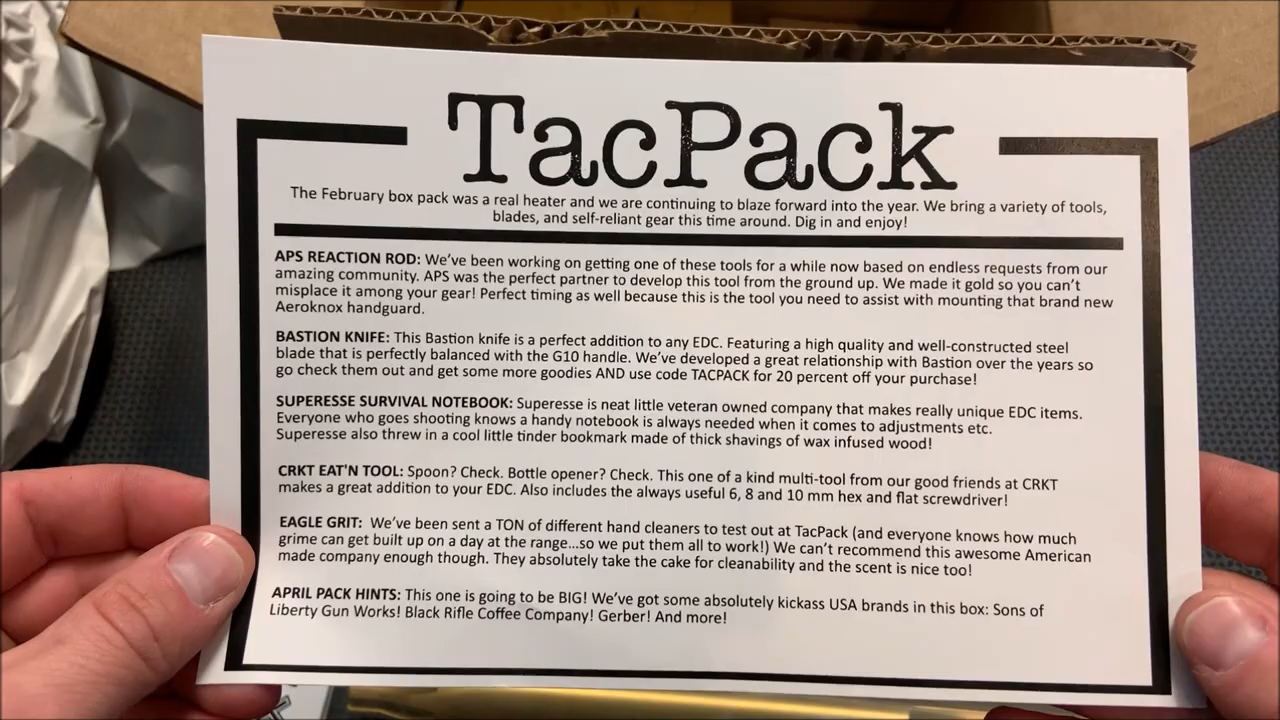 TacPack
The February box pack was a real heater and we are continuing to blaze forward into the year. We bring a variety of tools,
blades, and self-reliant gear this time around. Dig in and enjoy!
APS REACTION ROD: We've been working on getting one of these tools for a while now based on endless requests from our
amazing community. APS was the perfect partner to develop this tool from the ground up. We made it gold so you can't
misplace it among your gear! Perfect timing as well because this is the tool you need to assist with mounting that brand new
Aeroknox handguard.
BASTION KNIFE: This Bastion knife is a perfect addition to any EDC. Featuring a high quality and well-constructed steel
blade that is perfectly balanced with the G10 handle. We've developed a great relationship with Bastion over the years so
go check them out and get some more goodies AND use code TACPACK for 20 percent off your purchase!
SUPERESSE SURVIVAL NOTEBOOK: Superesse is neat little veteran owned company that makes really unique EDC items.
Everyone who goes shooting knows a handy notebook is always needed when it comes to adjustments etc.
Superesse also threw in a cool little tinder bookmark made of thick shavings of wax infused wood!
CRKT EAT'N TOOL: Spoon? Check. Bottle opener? Check. This one of a kind multi-tool from our good friends at CRKT
makes a great addition to your EDC. Also includes the always useful 6, 8 and 10 mm hex and flat screwdriver!
EAGLE GRIT: We've been sent a TON of different hand cleaners to test out at TacPack (and everyone knows how much
grime can get built up on a day at the range...so we put them all to work!) We can't recommend this awesome American
made company enough though. They absolutely take the cake for cleanability and the scent is nice too!
APRIL PACK HINTS: This one is going to be BIG! We've got some absolutely kickass USA brands in this box: Sons of
Liberty Gun Works! Black Rifle Coffee Company! Gerber! And more!